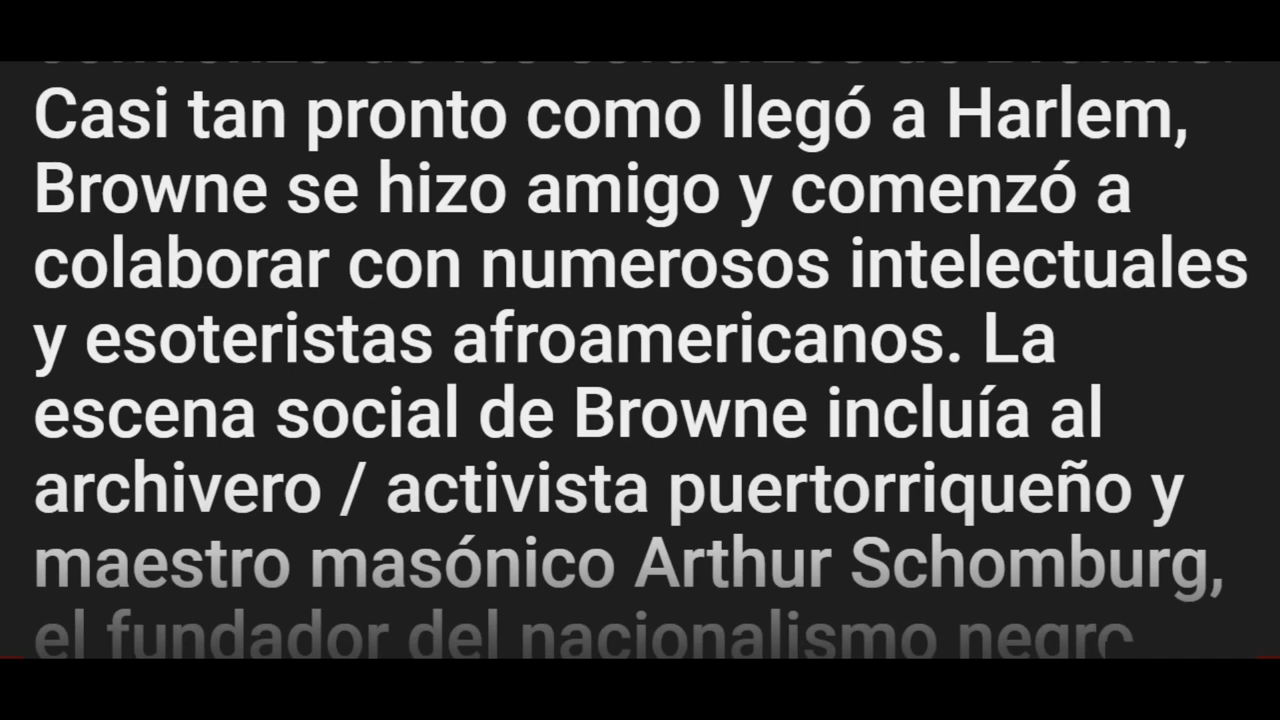 Casi tan pronto como llegó a Harlem,
Browne se hizo amigo y comenzó a
colaborar con numerosos intelectuales
y esoteristas afroamericanos. La
escena social de Browne incluía al
archivero / activista puertorriqueño y
maestro masónico Arthur Schomburg,
el fundador del nacionalismo negro